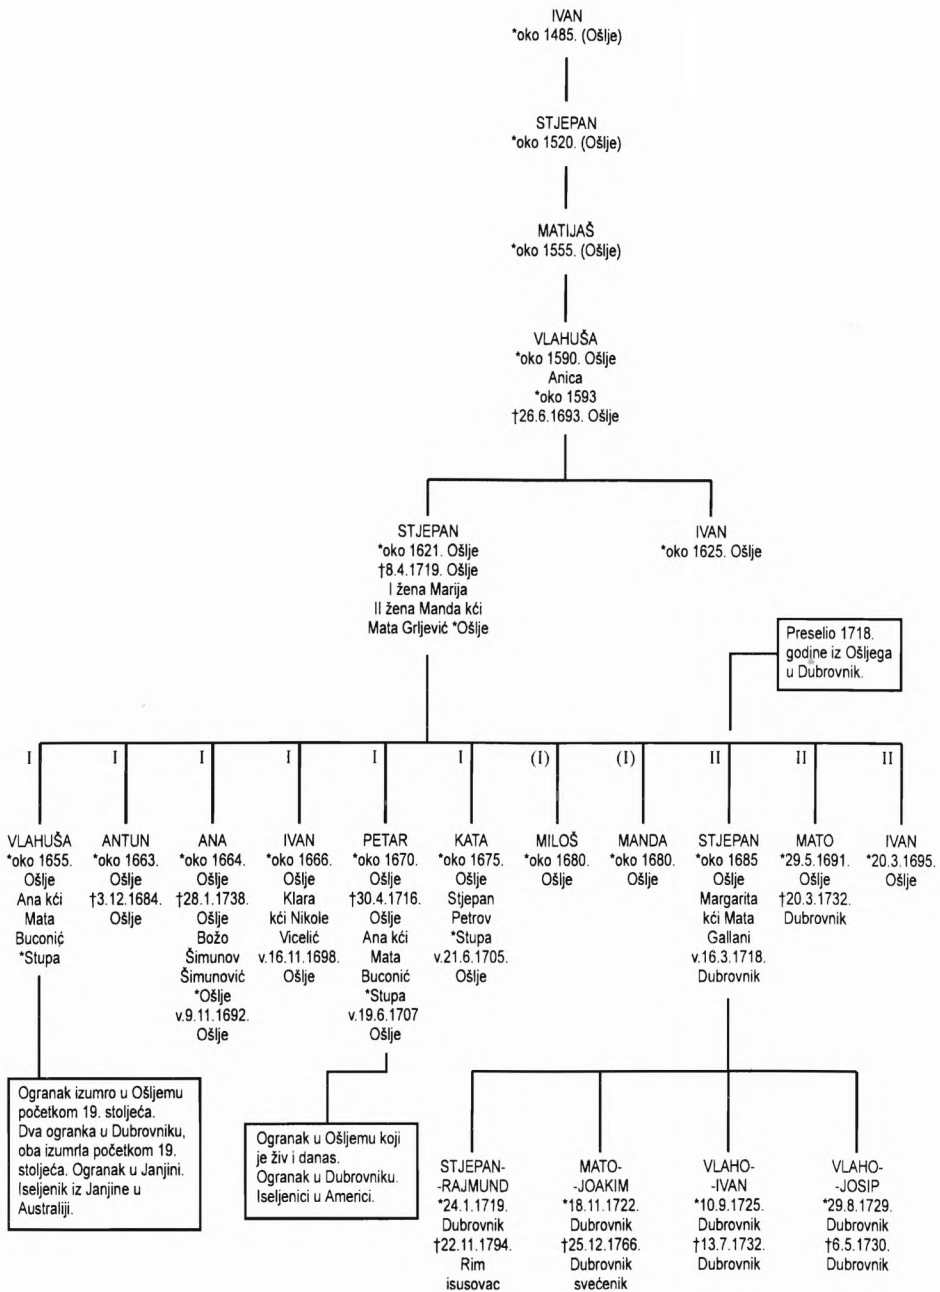 IVAN
*oko 1485. (Ošlje)
STJEPAN
*oko 1520. (Ošlje)
MATIJAŠ
*oko 1555. (Ošlje)
VLAHUŠA
*oko 1590. Ošlje
Anica
*oko 1593
†26.6.1693. Ošlje
STJEPAN
*oko 1621. Ošlje
†8.4.1719. Ošlje
I žena Marija
II žena Manda kći
Mata Grljević *Ošlje
IVAN
*oko 1625. Ošlje
Preselio 1718.
godine iz Ošljega
u Dubrovnik.
I
VLAHUŠA
*oko 1655.
Ošlje
Ana kći
Mata
Buconić
*Stupa
I
ANTUN
*oko 1663.
Ošlje
†3.12.1684.
Ošlje
I
ANA
*oko 1664.
Ošlje
†28.1.1738.
Ošlje
Božo
Šimunov
Šimunović
*Ošlje
v.9.11.1692.
Ošlje
I
IVAN
*oko 1666.
Ošlje
Klara
kći Nikole
Vicelić
v.16.11.1698.
Ošlje
I
PETAR
*oko 1670.
Ošlje
†30.4.1716.
Ošlje
Ana kći
Mata
Buconić
*Stupa
v.19.6.1707
Ošlje
I
KATA
*oko 1675.
Ošlje
Stjepan
Petrov
*Stupa
v.21.6.1705.
Ošlje
(I)
MILOŠ
*oko 1680.
Ošlje
(I)
MANDA
*oko 1680.
Ošlje
II
STJEPAN
*oko 1685
Ošlje
Margarita
kći Mata
Gallani
v.16.3.1718.
Dubrovnik
II
MATO
*29.5.1691.
Ošlje
†20.3.1732.
Dubrovnik
II
IVAN
*20.3.1695.
Ošlje
Ogranak izumro u Ošljemu
početkom 19. stoljeća.
Dva ogranka u Dubrovniku,
oba izumrla početkom 19.
stoljeća. Ogranak u Janjini.
Iseljenik iz Janjine u
Australiji.
Ogranak u Ošljemu koji
je živ i danas.
Ogranak u Dubrovniku.
Iseljenici u Americi.
STJEPAN-
-RAJMUND
*24.1.1719.
Dubrovnik
†22.11.1794.
Rim
isusovac
MATO-
-JOAKIM
*18.11.1722.
Dubrovnik
†25.12.1766.
Dubrovnik
svećenik
VLAHO-
-IVAN
*10.9.1725.
Dubrovnik
†13.7.1732.
Dubrovnik
VLAHO-
-JOSIP
*29.8.1729.
Dubrovnik
†6.5.1730.
Dubrovnik